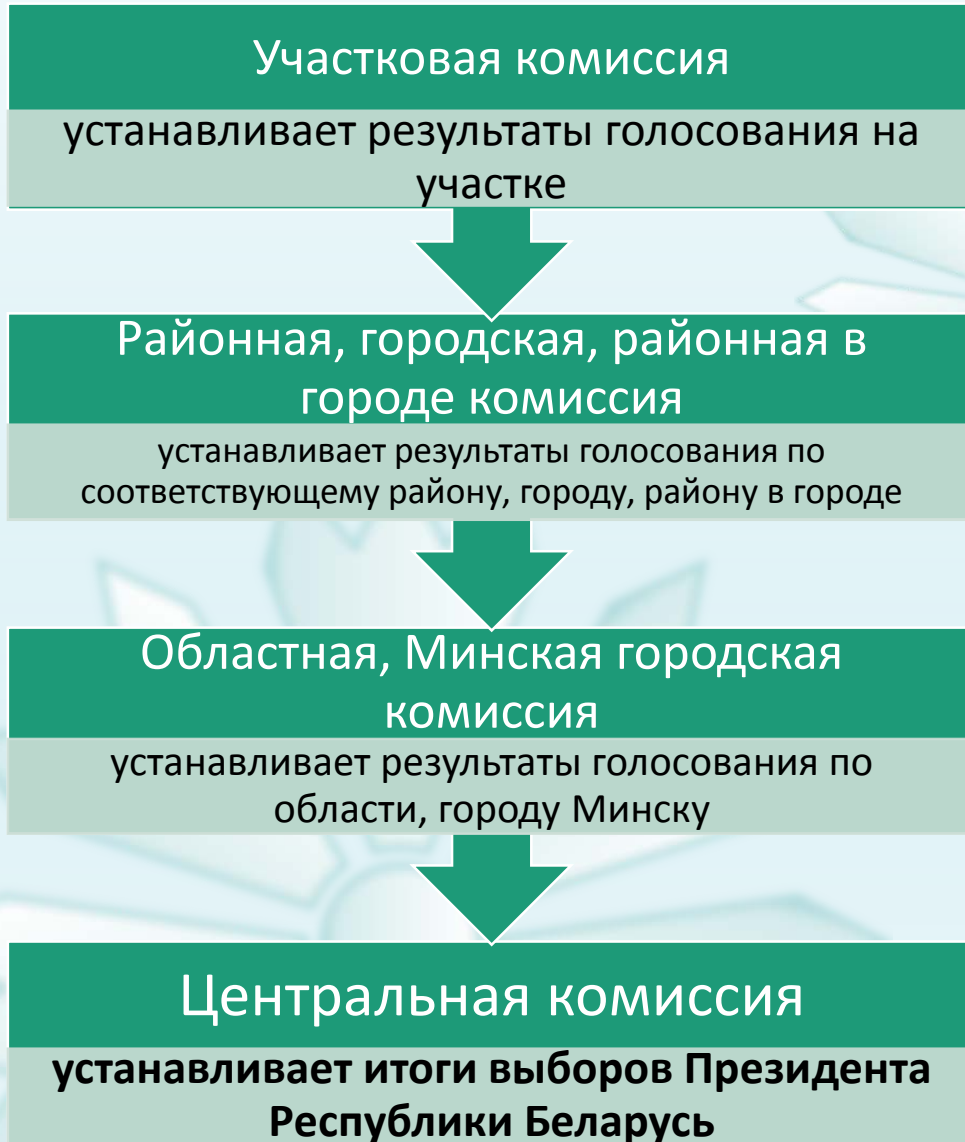 Участковая комиссия
устанавливает результаты голосования на
участке
Районная, городская, районная в
городе комиссия
устанавливает результаты голосования по
соответствующему району, городу, району в городе
Областная, Минская городская
комиссия
устанавливает результаты голосования по
области, городу Минску
Центральная комиссия
устанавливает итоги выборов Президента
Республики Беларусь